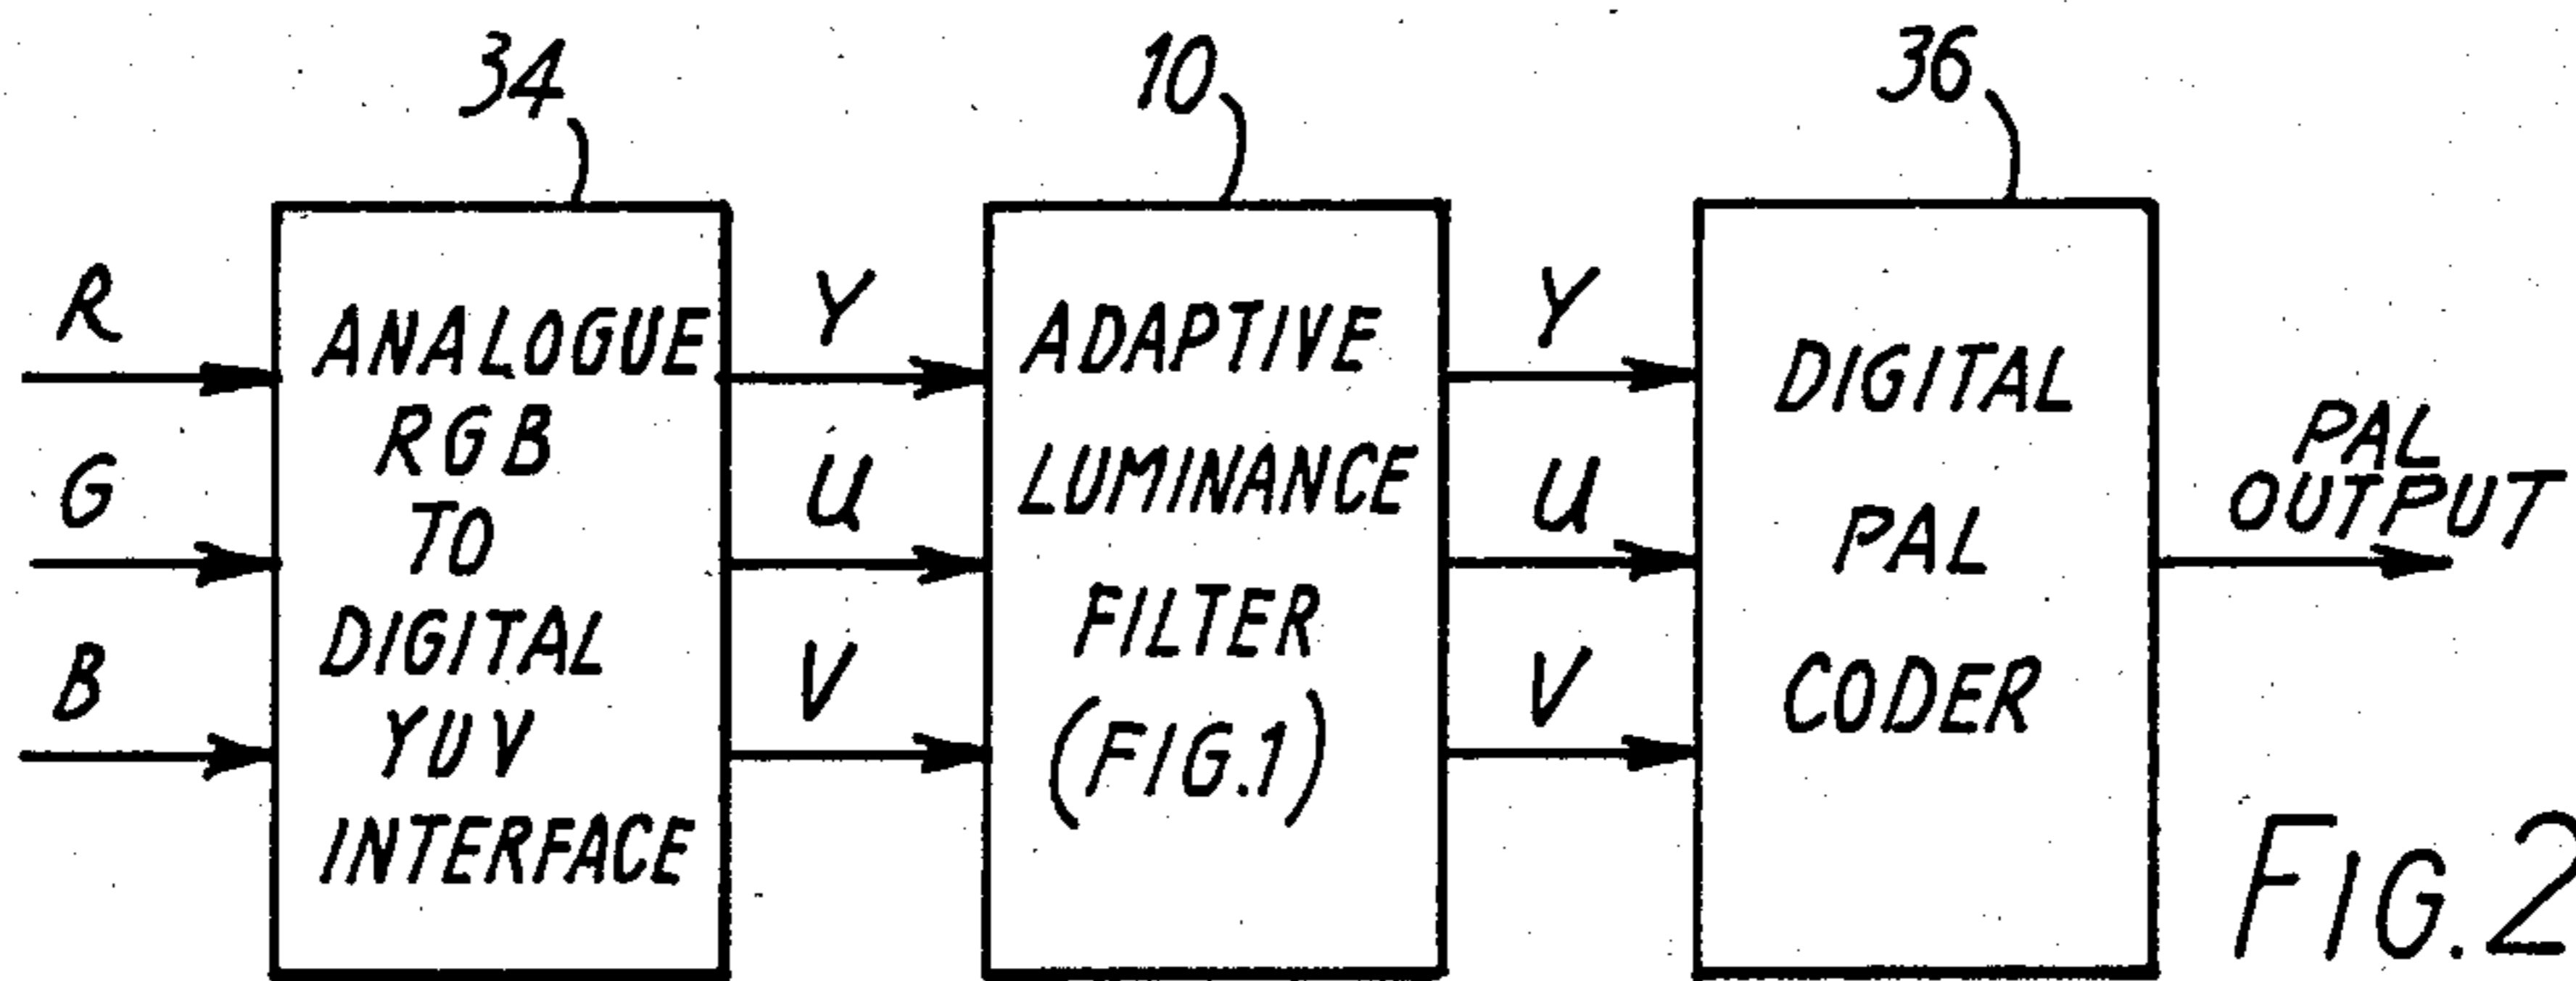 34
10
36
R
G
B
ANALOGUE
RGB
TO
DIGITAL
YUV
INTERFACE
Y
U
V
ADAPTIVE
LUMINANCE
FILTER
(FIG.1)
Y
U
V
DIGITAL
PAL
CODER
PAL
OUTPUT
FIG.2